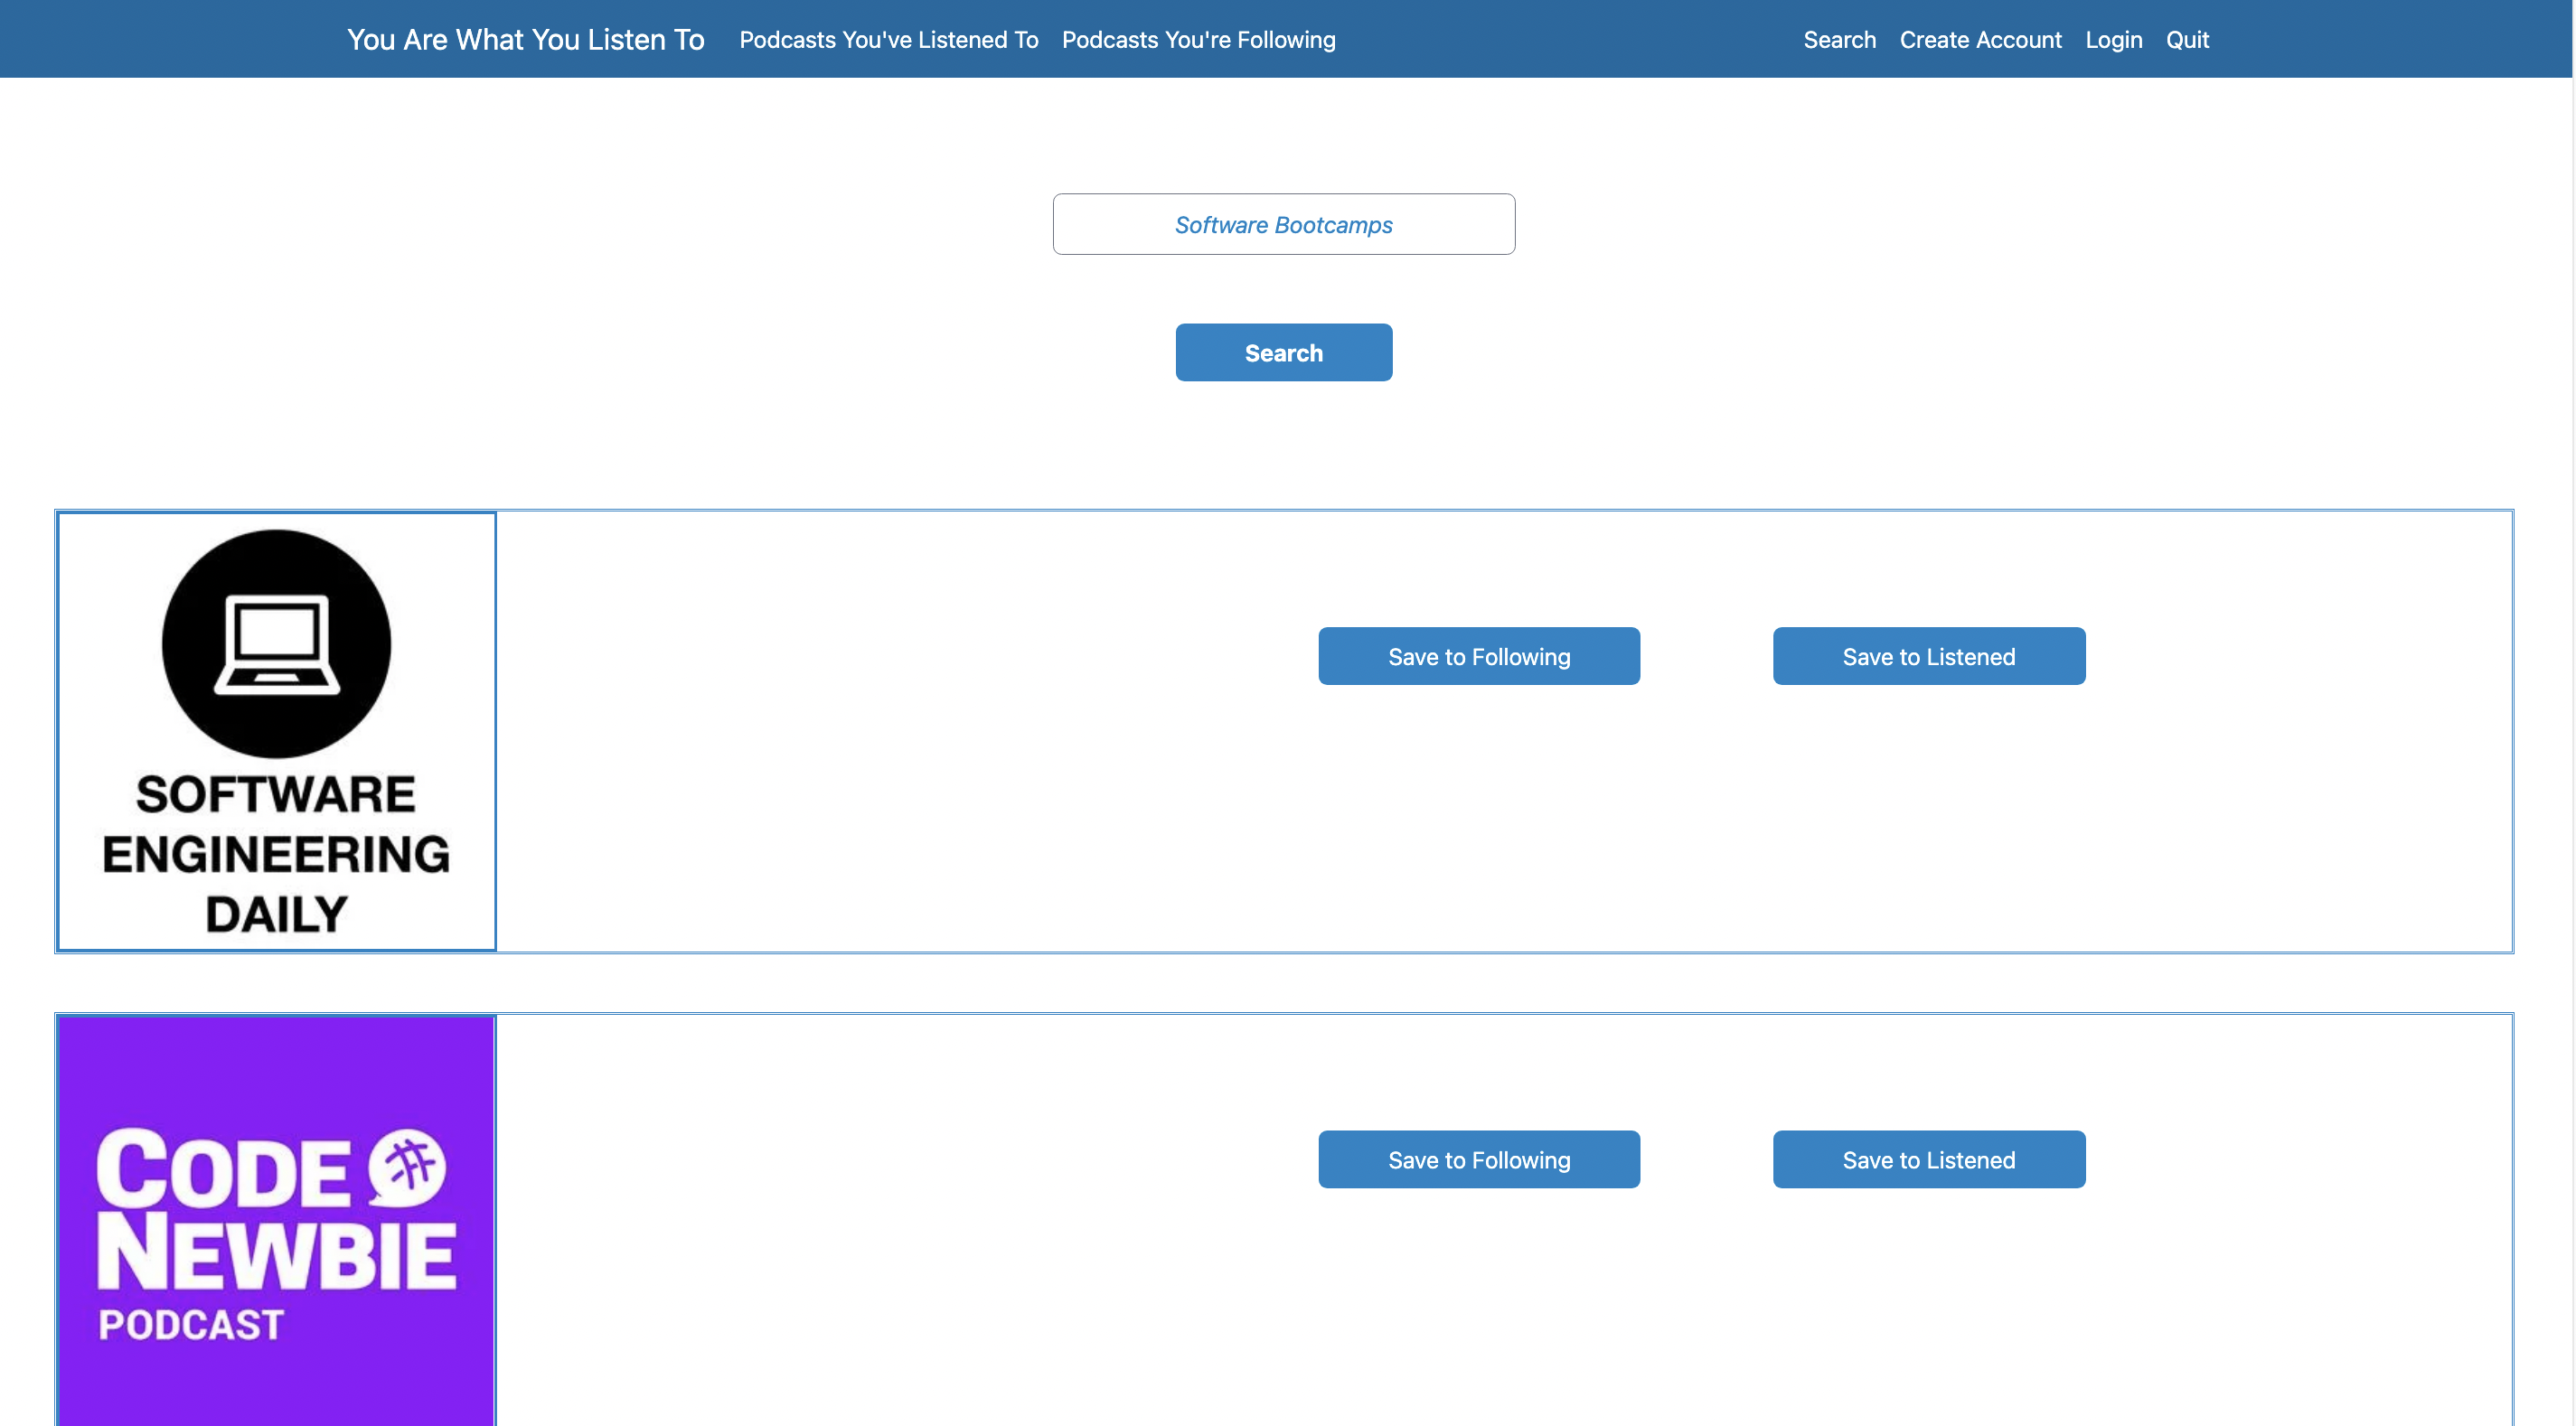 You Are What You Listen To Podcasts You've Listened To Podcasts You're Following Search Create Account Login Quit
Software Bootcamps
Search
SOFTWARE
ENGINEERING
DAILY
Save to Following Save to Listened
CODE
NEWBIE
PODCAST
Save to Following Save to Listened